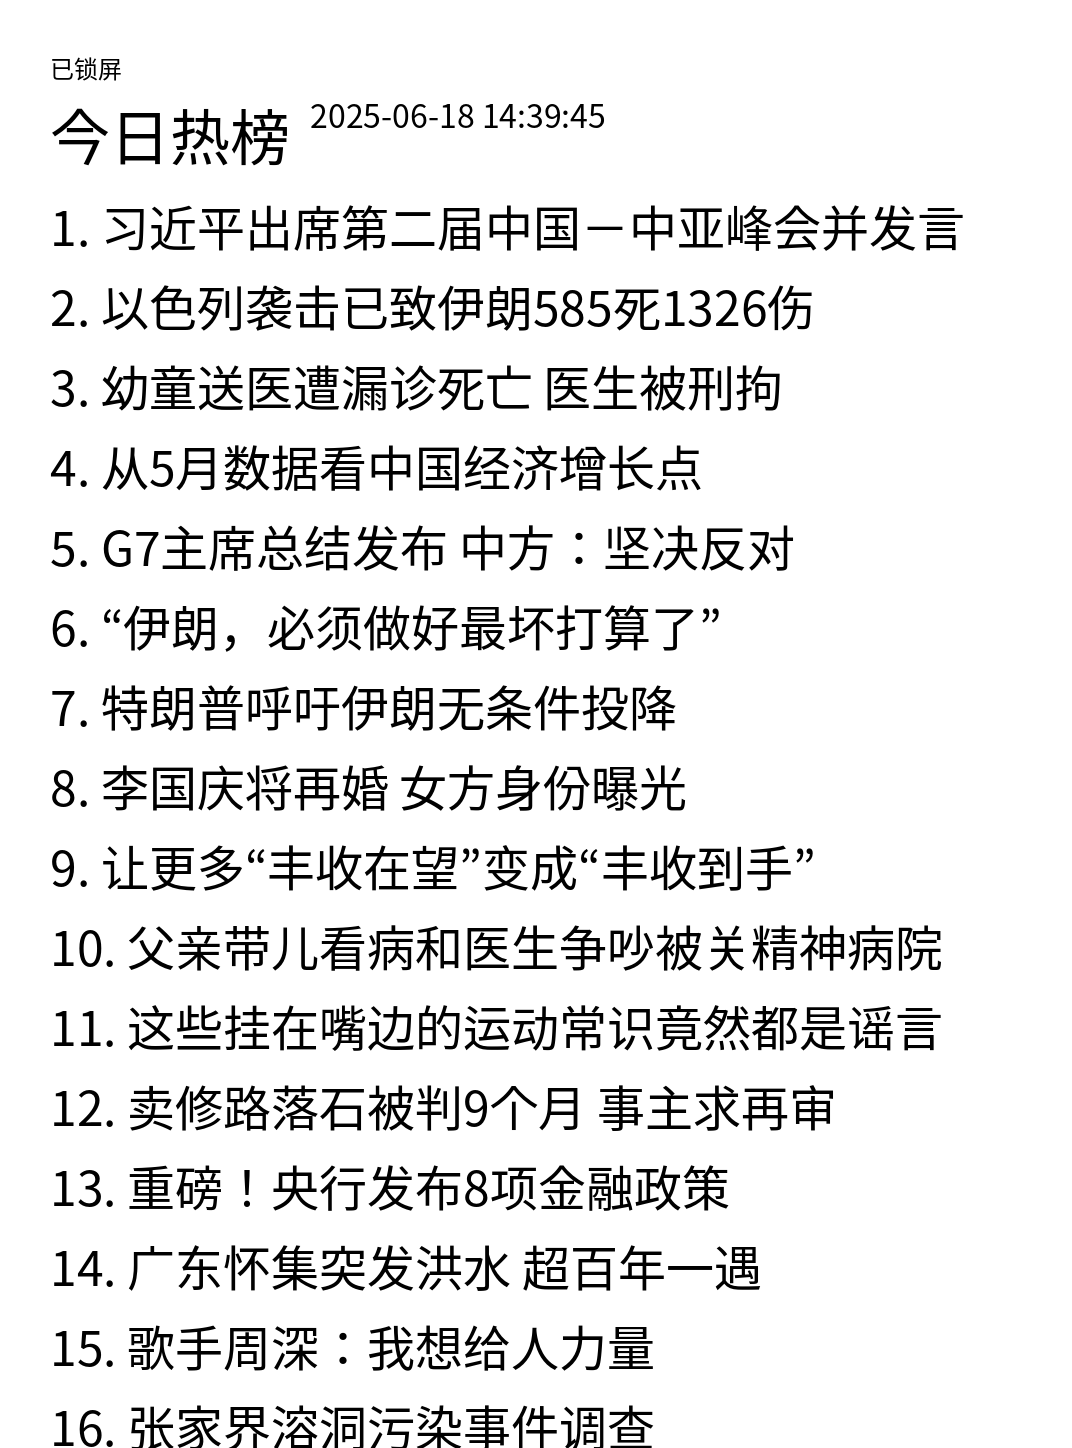 已锁屏
今日热榜 2025-06-18 14:39:45
1. 习近平出席第二届中国－中亚峰会并发言
2. 以色列袭击已致伊朗585死1326伤
3. 幼童送医遭漏诊死亡 医生被刑拘
4. 从5月数据看中国经济增长点
5. G7主席总结发布 中方：坚决反对
6. “伊朗，必须做好最坏打算了”
7. 特朗普呼吁伊朗无条件投降
8. 李国庆将再婚 女方身份曝光
9. 让更多“丰收在望”变成“丰收到手”
10. 父亲带儿看病和医生争吵被关精神病院
11. 这些挂在嘴边的运动常识竟然都是谣言
12. 卖修路落石被判9个月 事主求再审
13. 重磅！央行发布8项金融政策
14. 广东怀集突发洪水 超百年一遇
15. 歌手周深：我想给人力量
16. 张家界溶洞污染事件调查